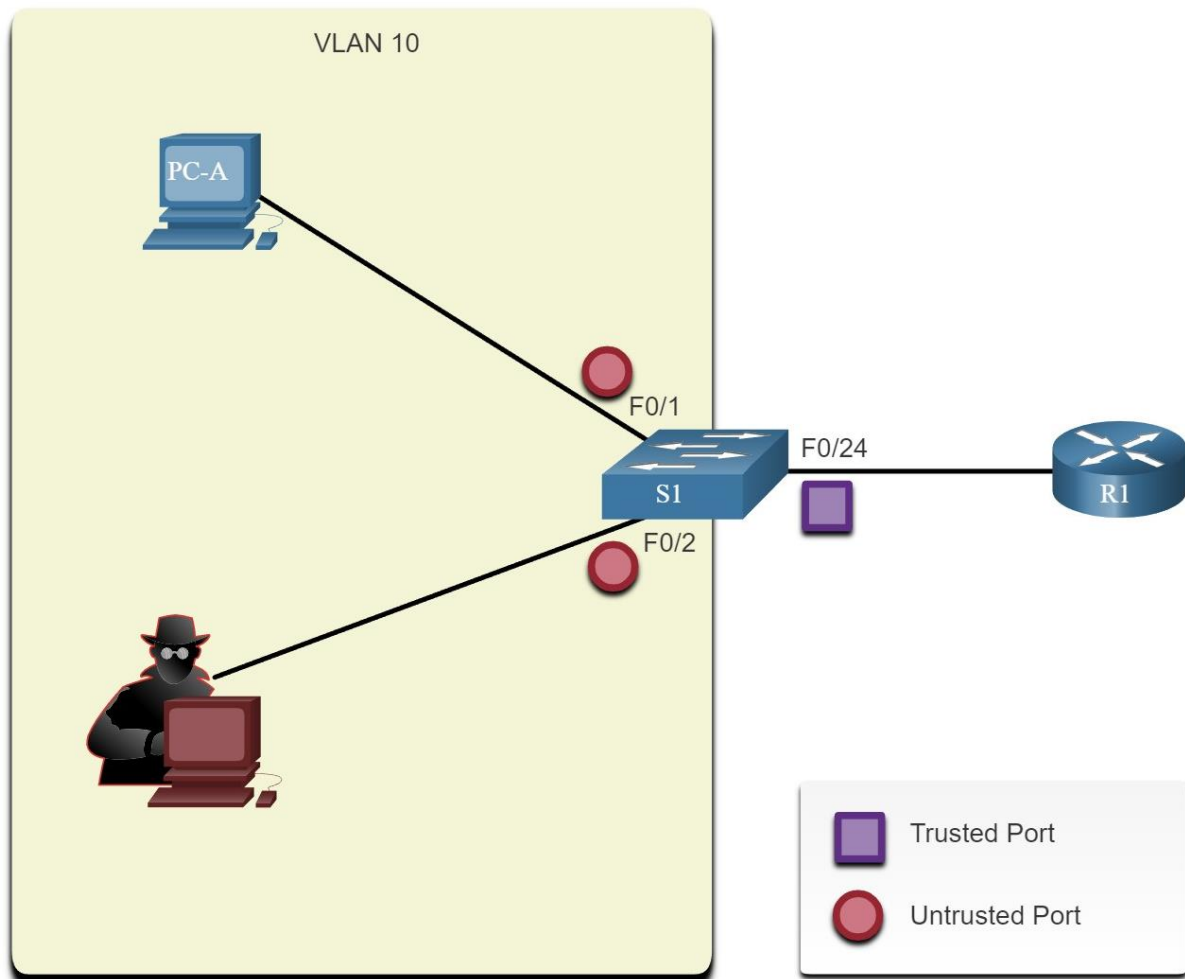 VLAN 10
PC-A
F0/1
F0/24
S1
R1
F0/2
Trusted Port
Untrusted Port